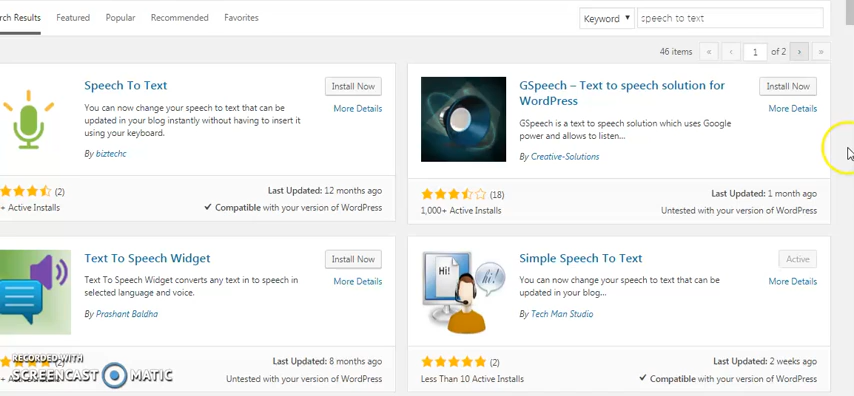 rch Results Featured Popular Recommended Favorites Keyword speech to text
46 items « ‹ 1 of 2 › »
Speech To Text
Install Now
You can now change your speech to text that can be
updated in your blog instantly without having to insert it
using your keyboard.
More Details
By biztechc
(2)
Last Updated: 12 months ago
+ Active Installs
Compatible with your version of WordPress
GSpeech – Text to speech solution for
WordPress
Install Now
More Details
GSpeech is a text to speech solution which uses Google
power and allows to listen...
By Creative-Solutions
(18)
Last Updated: 1 month ago
1,000+ Active Installs
Untested with your version of WordPress
Text To Speech Widget
Install Now
Text To Speech Widget converts any text in to speech in
selected language and voice.
More Details
By Prashant Baldha
(2)
Last Updated: 8 months ago
+ Active Installs
Untested with your version of WordPress
Hi!
hi!
Simple Speech To Text
Active
You can now change your speech to text that can be
updated in your blog...
More Details
By Tech Man Studio
(2)
Last Updated: 2 weeks ago
Less Than 10 Active Installs
Compatible with your version of WordPress
RECORDED WITH
SCREENCAST MATIC